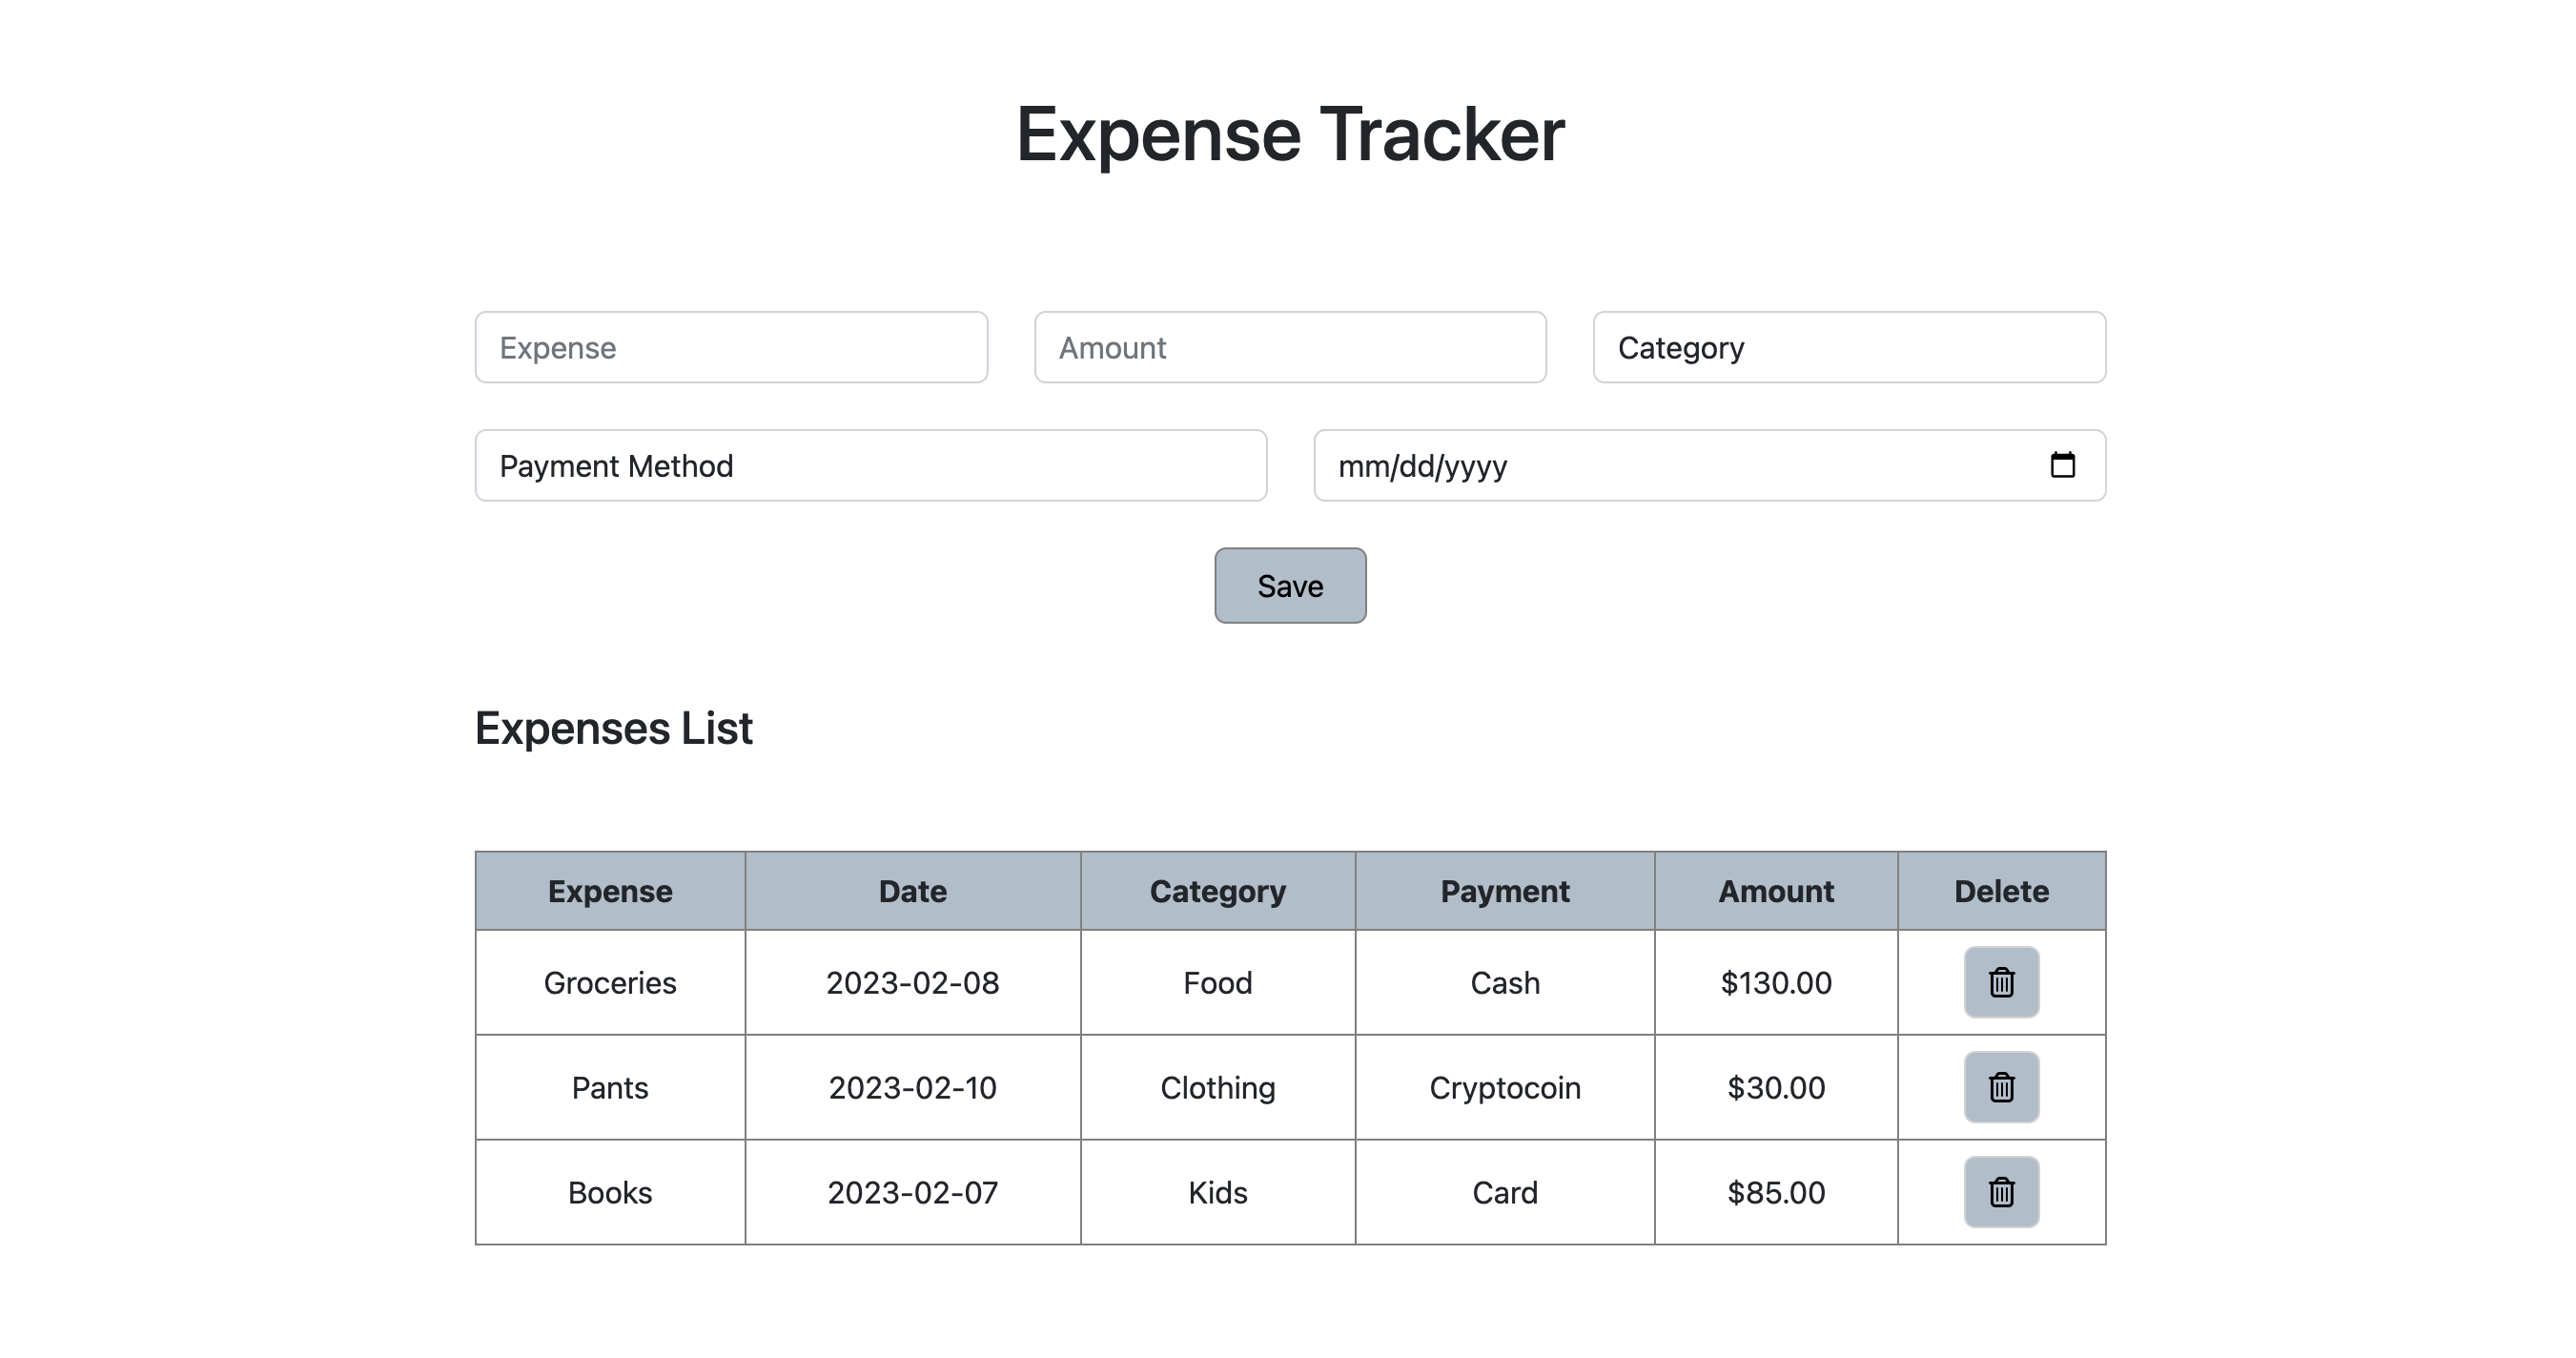 Expense Tracker
Expense Amount Category
Payment Method mm/dd/yyyy
Save
Expenses List
Expense Date Category Payment Amount Delete
Groceries 2023-02-08 Food Cash $130.00
Pants 2023-02-10 Clothing Cryptocoin $30.00
Books 2023-02-07 Kids Card $85.00